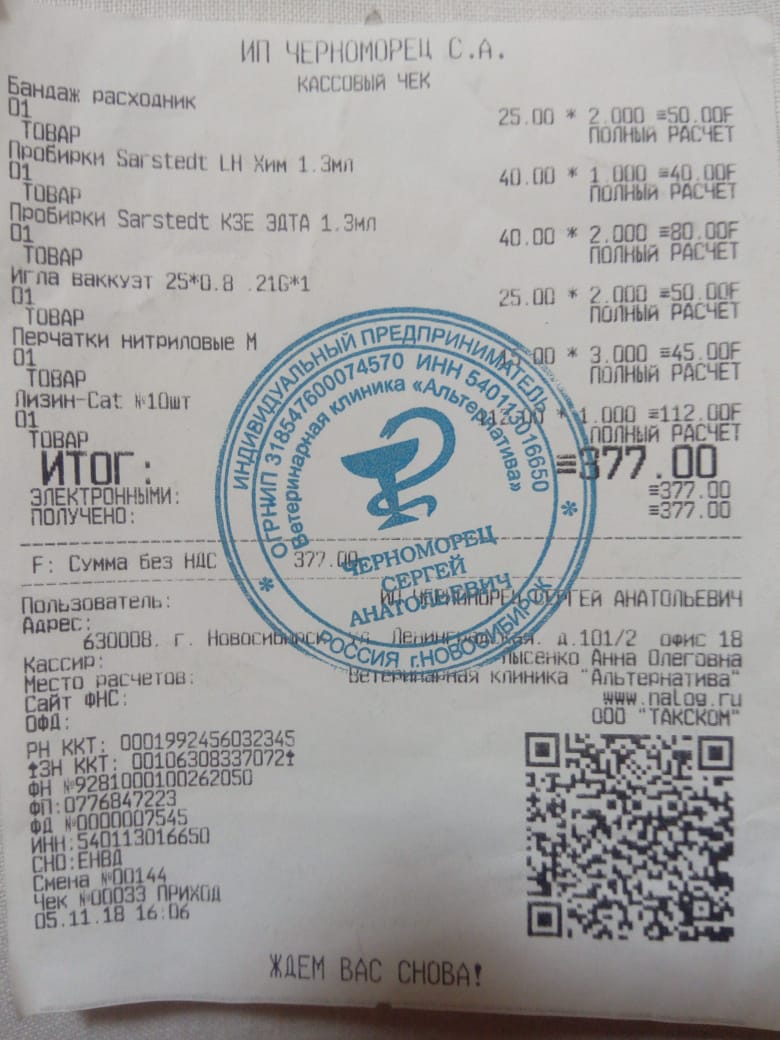 ИП ЧЕРНОМОРЕЦ С.А.
КАССОВЫЙ ЧЕК
Бандаж расходник
01 25.00 * 2.000 ≡50.00F
ТОВАР ПОЛНЫЙ РАСЧЕТ
Пробирки Sarstedt LH Хим 1.3мл
01 40.00 * 1.000 ≡40.00F
ТОВАР ПОЛНЫЙ РАСЧЕТ
Пробирки Sarstedt КЗЕ ЭДТА 1.3мл
01 40.00 * 2.000 ≡80.00F
ТОВАР ПОЛНЫЙ РАСЧЕТ
Игла ваккуэт 25*0.8 .21G*1
01 25.00 * 2.000 ≡50.00F
ТОВАР ПОЛНЫЙ РАСЧЕТ
Перчатки нитриловые М
01 15.00 * 3.000 ≡45.00F
ТОВАР ПОЛНЫЙ РАСЧЕТ
Лизин-Cat №10шт
01 112.00 * 1.000 ≡112.00F
ТОВАР ПОЛНЫЙ РАСЧЕТ
ИТОГ: ≡377.00
ЭЛЕКТРОННЫМИ: ≡377.00
ПОЛУЧЕНО: ≡377.00
F: Сумма без НДС 377.00
Пользователь: ИП ЧЕРНОМОРЕЦ СЕРГЕЙ АНАТОЛЬЕВИЧ
Адрес:
630008, г. Новосибирск, ул. Ленинградская, д.101/2 офис 18
Кассир: Лысенко Анна Олеговна
Место расчетов: Ветеринарная клиника "Альтернатива"
Сайт ФНС: www.nalog.ru
ОФД: ООО "ТАКСКОМ"
РН ККТ: 0001992456032345
ЗН ККТ: 00106308337072
ФН №9281000100262050
ФП:0776847223
ФД №0000007545
ИНН:540113016650
СНО:ЕНВД
Смена №00144
Чек №00033 ПРИХОД
05.11.18 16:06
ЖДЕМ ВАС СНОВА!
ИНДИВИДУАЛЬНЫЙ ПРЕДПРИНИМАТЕЛЬ
ОГРНИП 318547600074570 ИНН 540113016650
Ветеринарная клиника «Альтернатива»
ЧЕРНОМОРЕЦ
СЕРГЕЙ
АНАТОЛЬЕВИЧ
* РОССИЯ г.НОВОСИБИРСК *